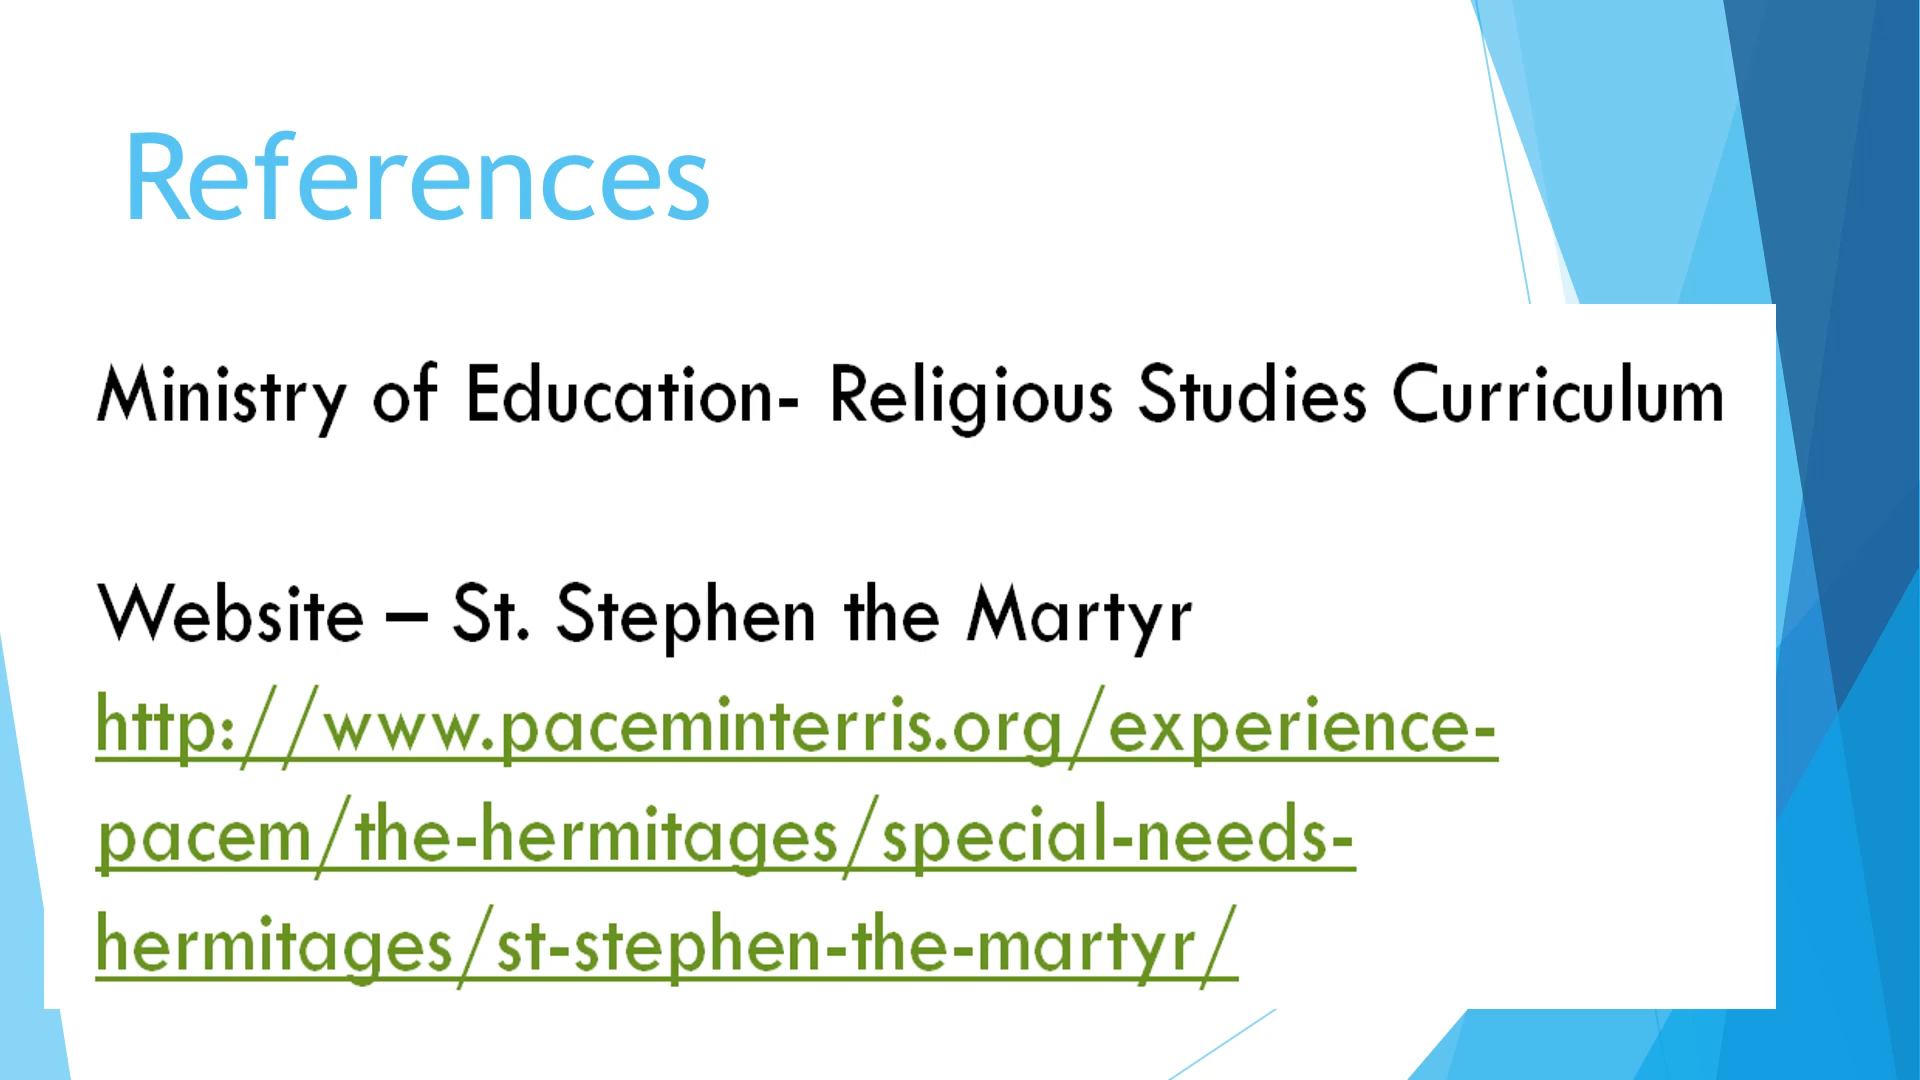 References
Ministry of Education- Religious Studies Curriculum
Website – St. Stephen the Martyr
http://www.paceminterris.org/experience-
pacem/the-hermitages/special-needs-
hermitages/st-stephen-the-martyr/